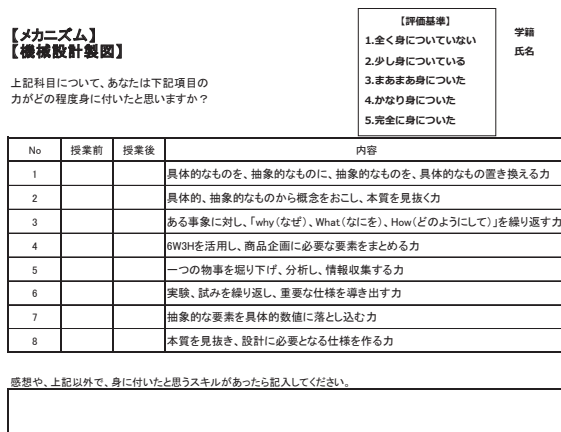 【メカニズム】
【機械設計製図】
上記科目について、あなたは下記項目の
力がどの程度身に付いたと思いますか？
【評価基準】
1.全く身についていない
2.少し身についている
3.まあまあ身についた
4.かなり身についた
5.完全に身についた
学籍
氏名
No 授業前 授業後 内容
1 具体的なものを、抽象的なものに、抽象的なものを、具体的なもの置き換える力
2 具体的、抽象的なものから概念をおこし、本質を見抜く力
3 ある事象に対し、「why（なぜ）、What（なにを）、How（どのようにして）」を繰り返す力
4 6W3Hを活用し、商品企画に必要な要素をまとめる力
5 一つの物事を堀り下げ、分析し、情報収集する力
6 実験、試みを繰り返し、重要な仕様を導き出す力
7 抽象的な要素を具体的数値に落とし込む力
8 本質を見抜き、設計に必要となる仕様を作る力
感想や、上記以外で、身に付いたと思うスキルがあったら記入してください。